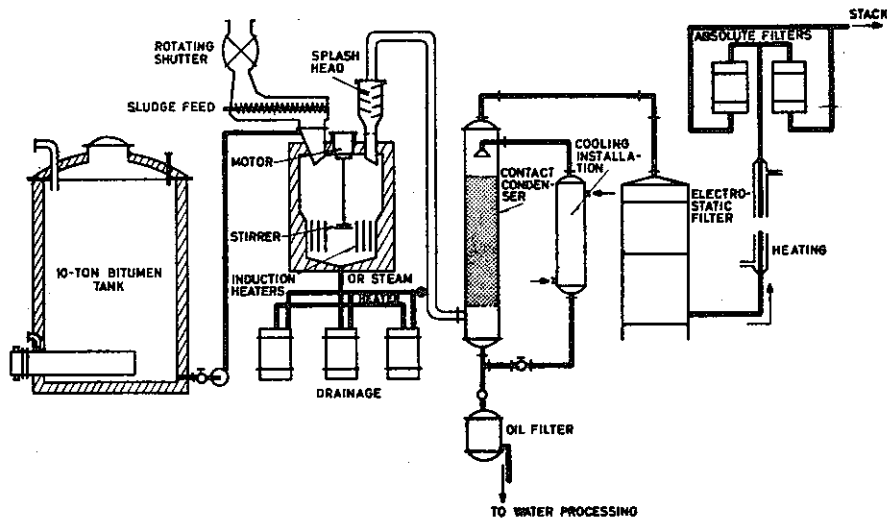 STACK
ABSOLUTE FILTERS
ROTATING
SHUTTER
SPLASH
HEAD
SLUDGE FEED
MOTOR
COOLING
INSTALLA-
TION
CONTACT
CONDEN-
SER
ELECTRO-
STATIC
FILTER
STIRRER
HEATING
10-TON BITUMEN
TANK
INDUCTION
HEATERS
OR STEAM
HEATER
DRAINAGE
OIL FILTER
TO WATER PROCESSING